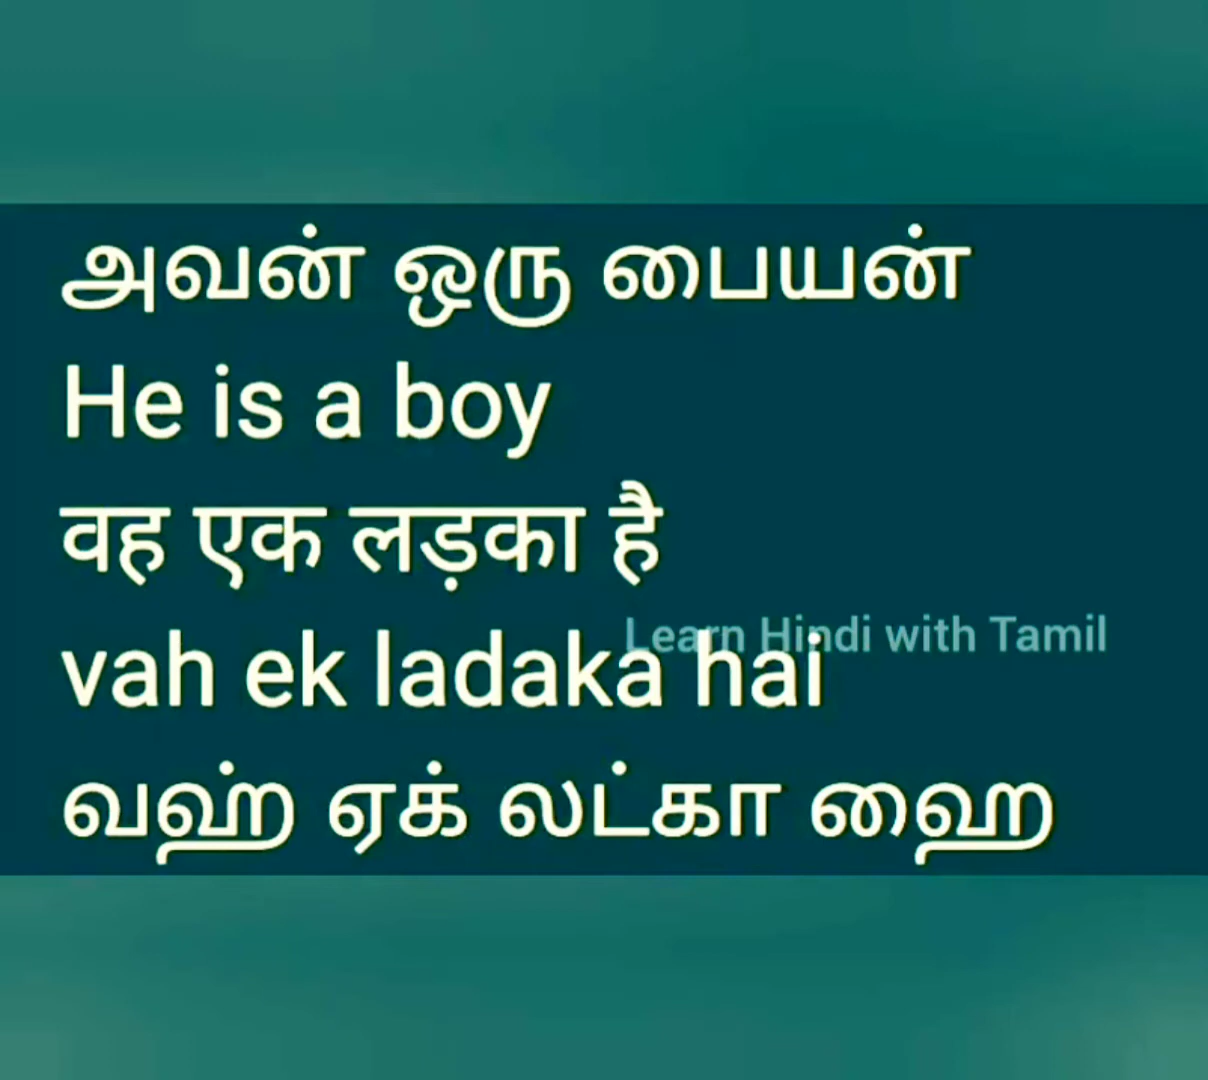 அவன் ஒரு பையன்
He is a boy
वह एक लड़का है
Learn Hindi with Tamil
vah ek ladaka hai
வஹ் ஏக் லட்கா ஹை